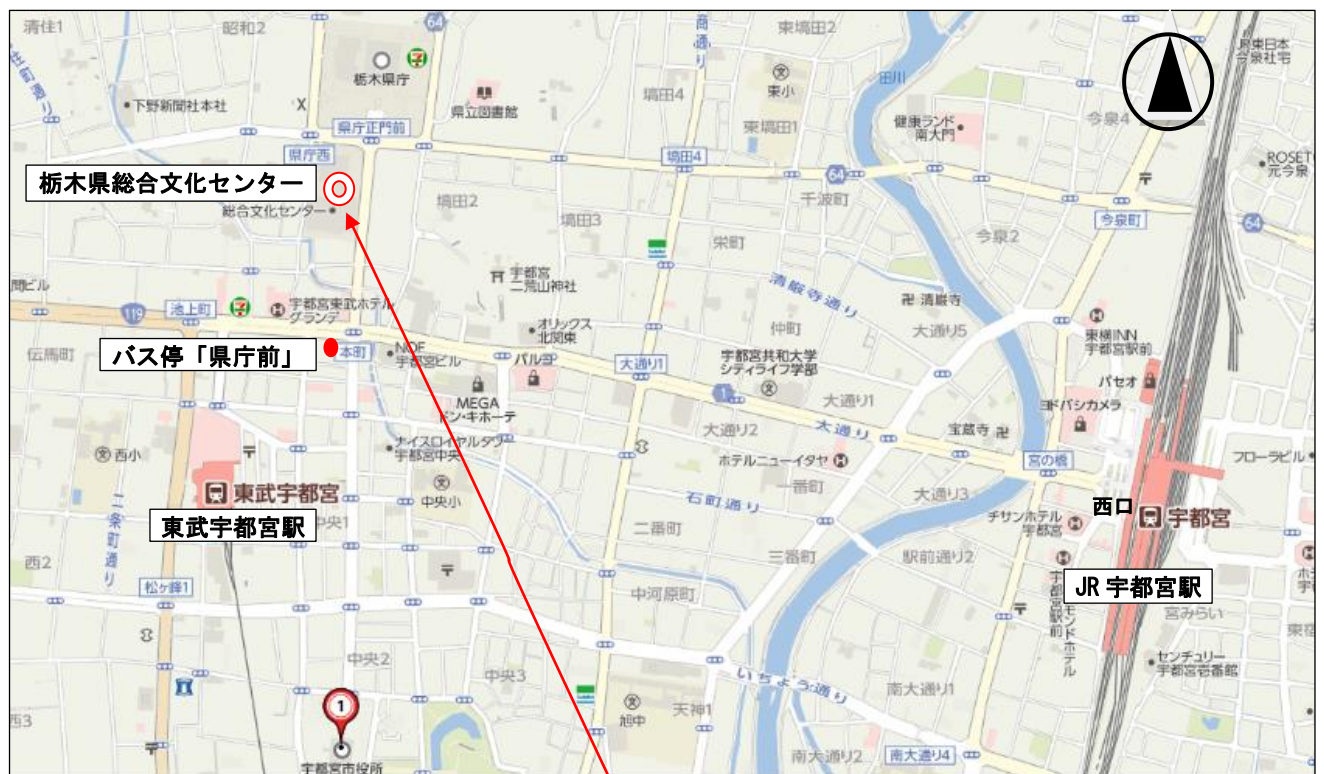 清住1
昭和2
64
商通り
東塙田2
JR東日本
今泉社宅
栃木県庁
東小
田川
塙田4
下野新聞社本社
県立図書館
健康ランド
南大門
今泉4
X
県庁正門前
東塙田1
県庁西
塙田4
ROSET
元今泉
64
栃木県総合文化センター
千波町
総合文化センター
塙田2
塙田3
今泉町
64
栄町
今泉2
宇都宮
二荒山神社
清巌寺通り
清巌寺
119
池上町
宇都宮東武ホテル
グランデ
オリックス
北関東
仲町
大通り5
東横INN
宇都宮駅前
伝馬町
バス停「県庁前」
本町
NOF
宇都宮ビル
パルコ
大通り1
宇都宮共和大学
シティライフ学部
パセオ
MEGA
ドン・キホーテ
1
大通り1
ヨドバシカメラ
大通り2
大通り
宝蔵寺
西小
ナイスロイヤルタワー
宇都宮中央
ホテルニューイタヤ
宮の橋
フローラビル
東武宇都宮
中央小
石町通り
一番町
大通り3
西口
宇都宮
東武宇都宮駅
中央1
二番町
チサンホテル
宇都宮
二条町通り
三番町
駅前通り2
西2
松ヶ峰1
中河原町
JR 宇都宮駅
宮みらい
中央2
中央3
いちょう通り
センチュリー
宇都宮壱番館
南大通り1
西3
1
旭中
天神1
宇都宮市役所
南大通り2
南大通り4